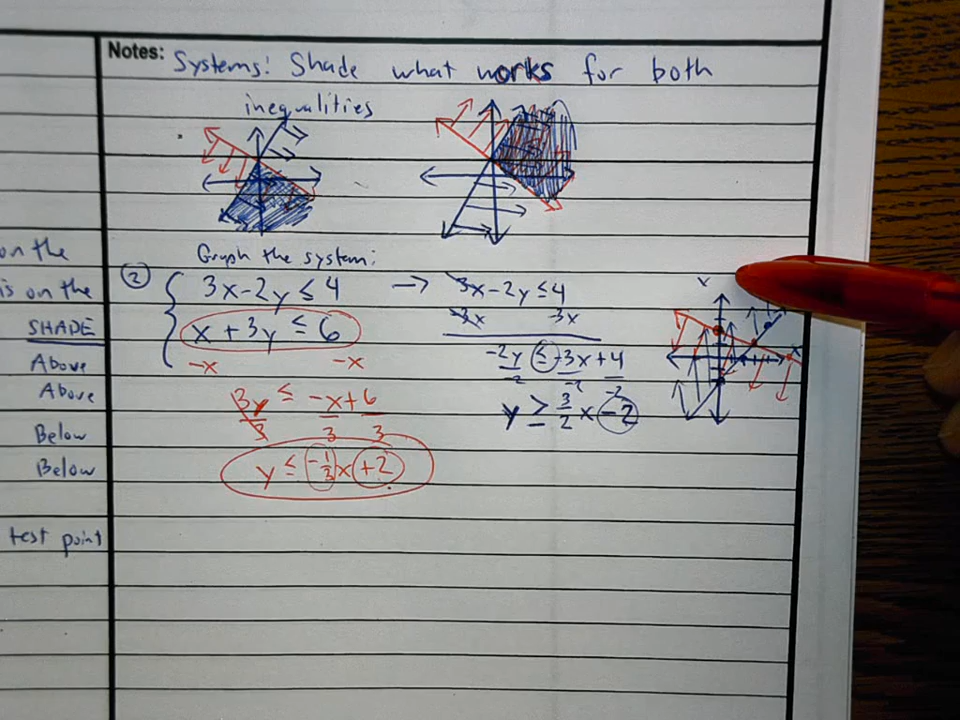 Notes: Systems! Shade what works for both
inequalities
Graph the system:
② 3x-2y≤4 → 3x-2y≤4
x + 3y ≤ 6 -3x -3x
-x -x
-2y ≤ -3x+4
-2 -2 -2
3y ≤ -x+6
3 3 3
y ≥ 3/2 x -2
y ≤ -1/3 x +2
on the
is on the
SHADE
Above
Above
Below
Below
test point